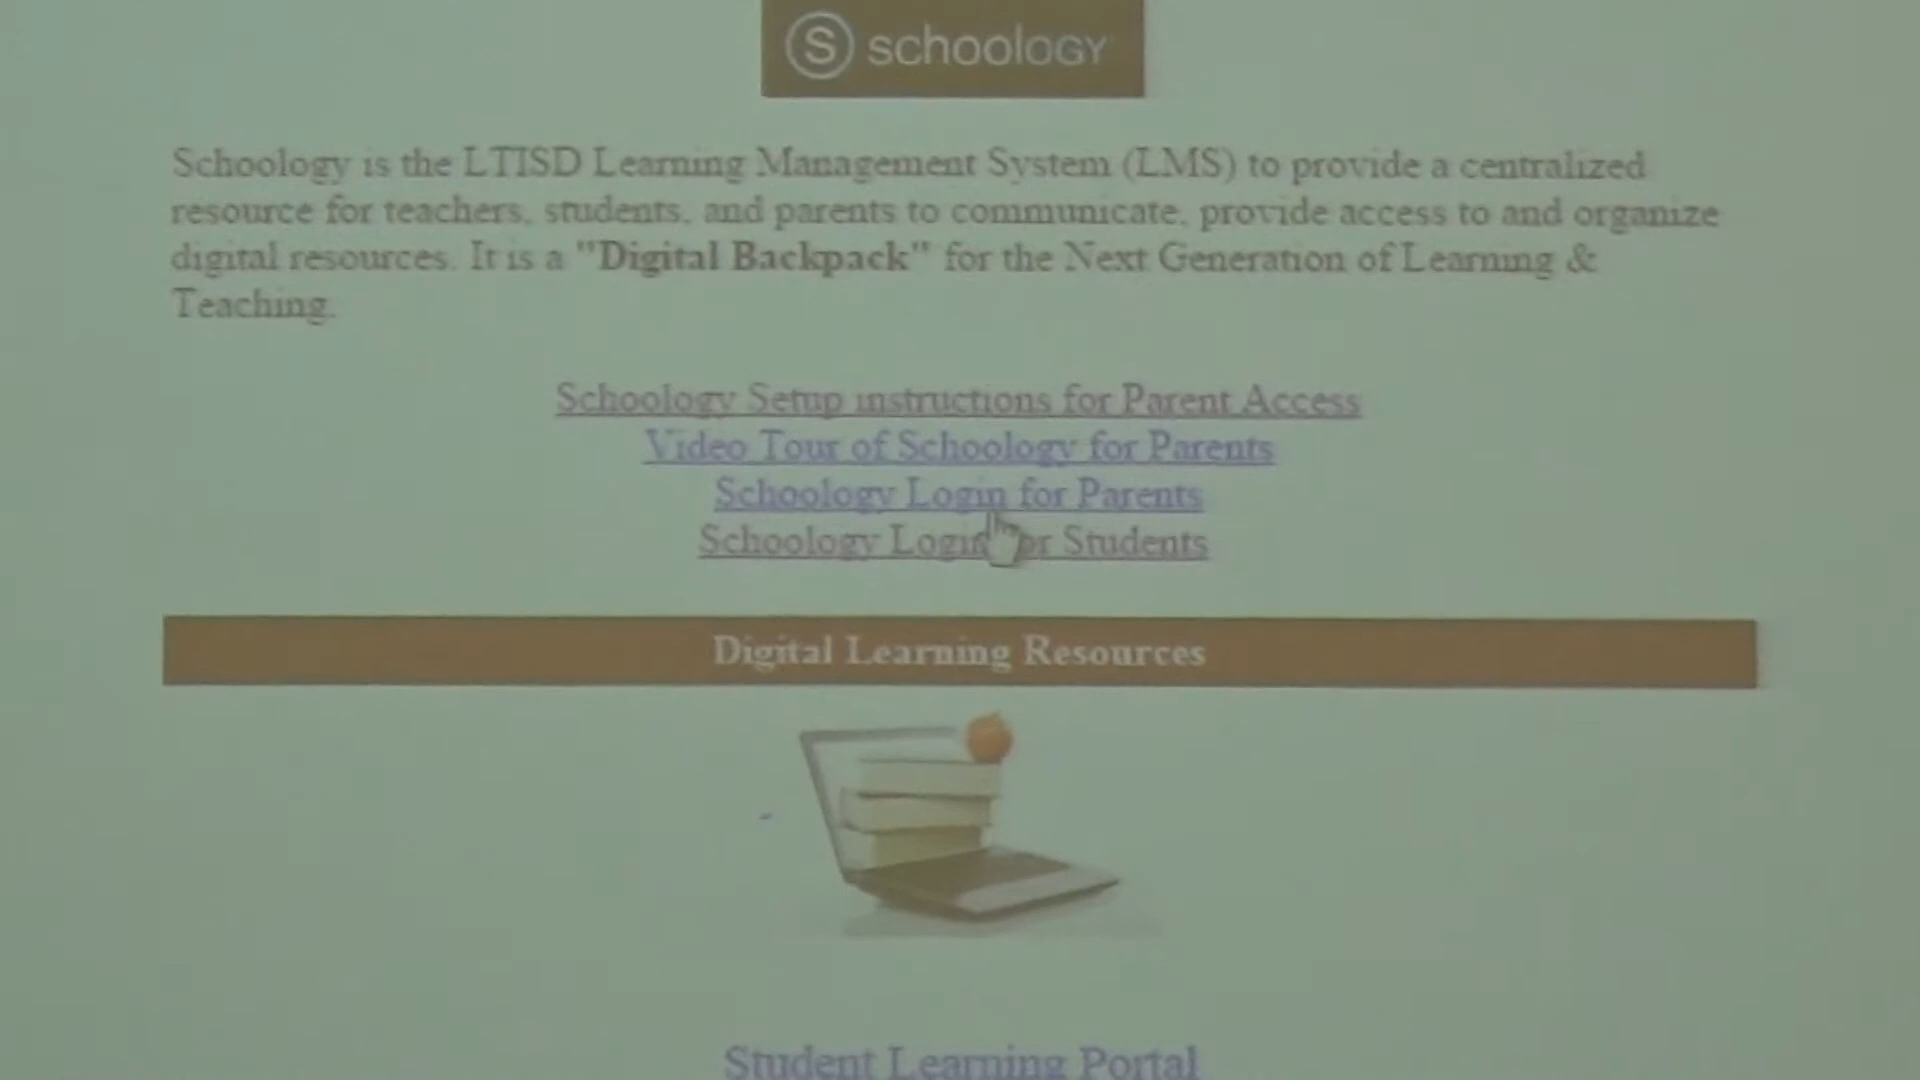 S schoology
Schoology is the LTISD Learning Management System (LMS) to provide a centralized
resource for teachers, students, and parents to communicate, provide access to and organize
digital resources. It is a "Digital Backpack" for the Next Generation of Learning &
Teaching.
Schoology Setup instructions for Parent Access
Video Tour of Schoology for Parents
Schoology Login for Parents
Schoology Login for Students
Digital Learning Resources
Student Learning Portal